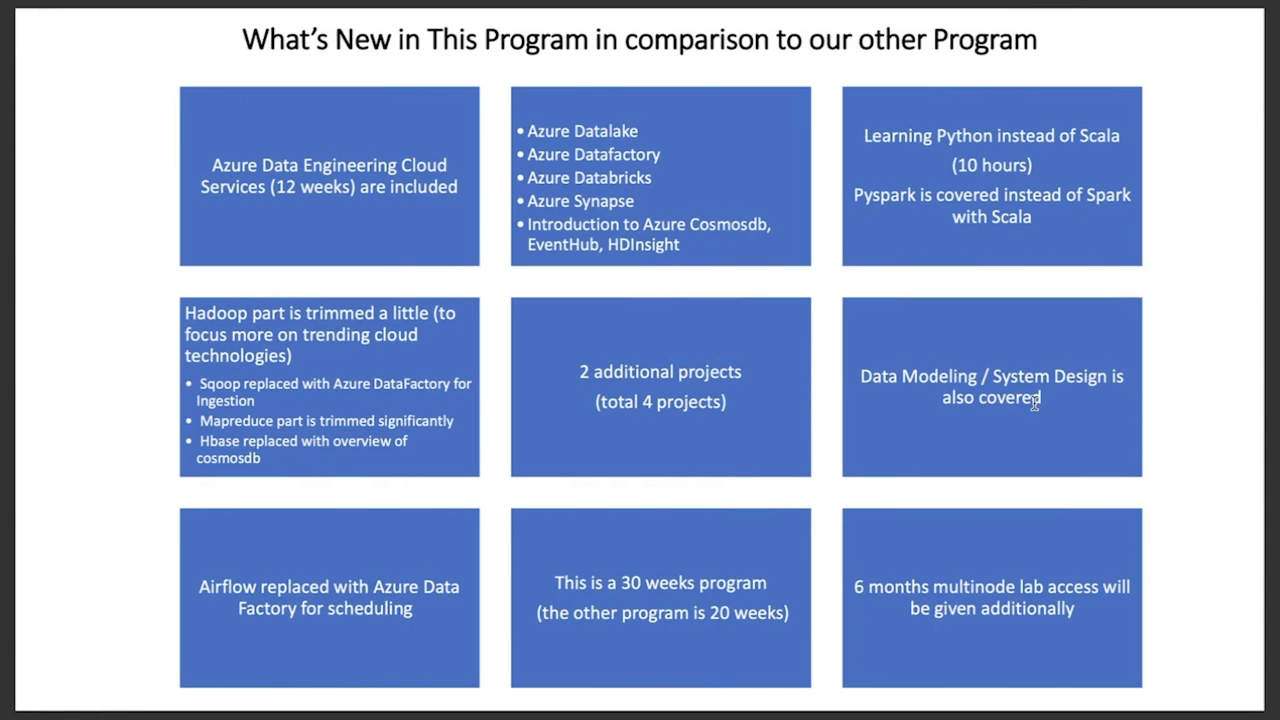 What's New in This Program in comparison to our other Program
Azure Data Engineering Cloud
Services (12 weeks) are included
• Azure Datalake
• Azure Datafactory
• Azure Databricks
• Azure Synapse
• Introduction to Azure Cosmosdb,
EventHub, HDInsight
Learning Python instead of Scala
(10 hours)
Pyspark is covered instead of Spark
with Scala
Hadoop part is trimmed a little (to
focus more on trending cloud
technologies)
• Sqoop replaced with Azure DataFactory for
Ingestion
• Mapreduce part is trimmed significantly
• Hbase replaced with overview of
cosmosdb
2 additional projects
(total 4 projects)
Data Modeling / System Design is
also covered
Airflow replaced with Azure Data
Factory for scheduling
This is a 30 weeks program
(the other program is 20 weeks)
6 months multinode lab access will
be given additionally